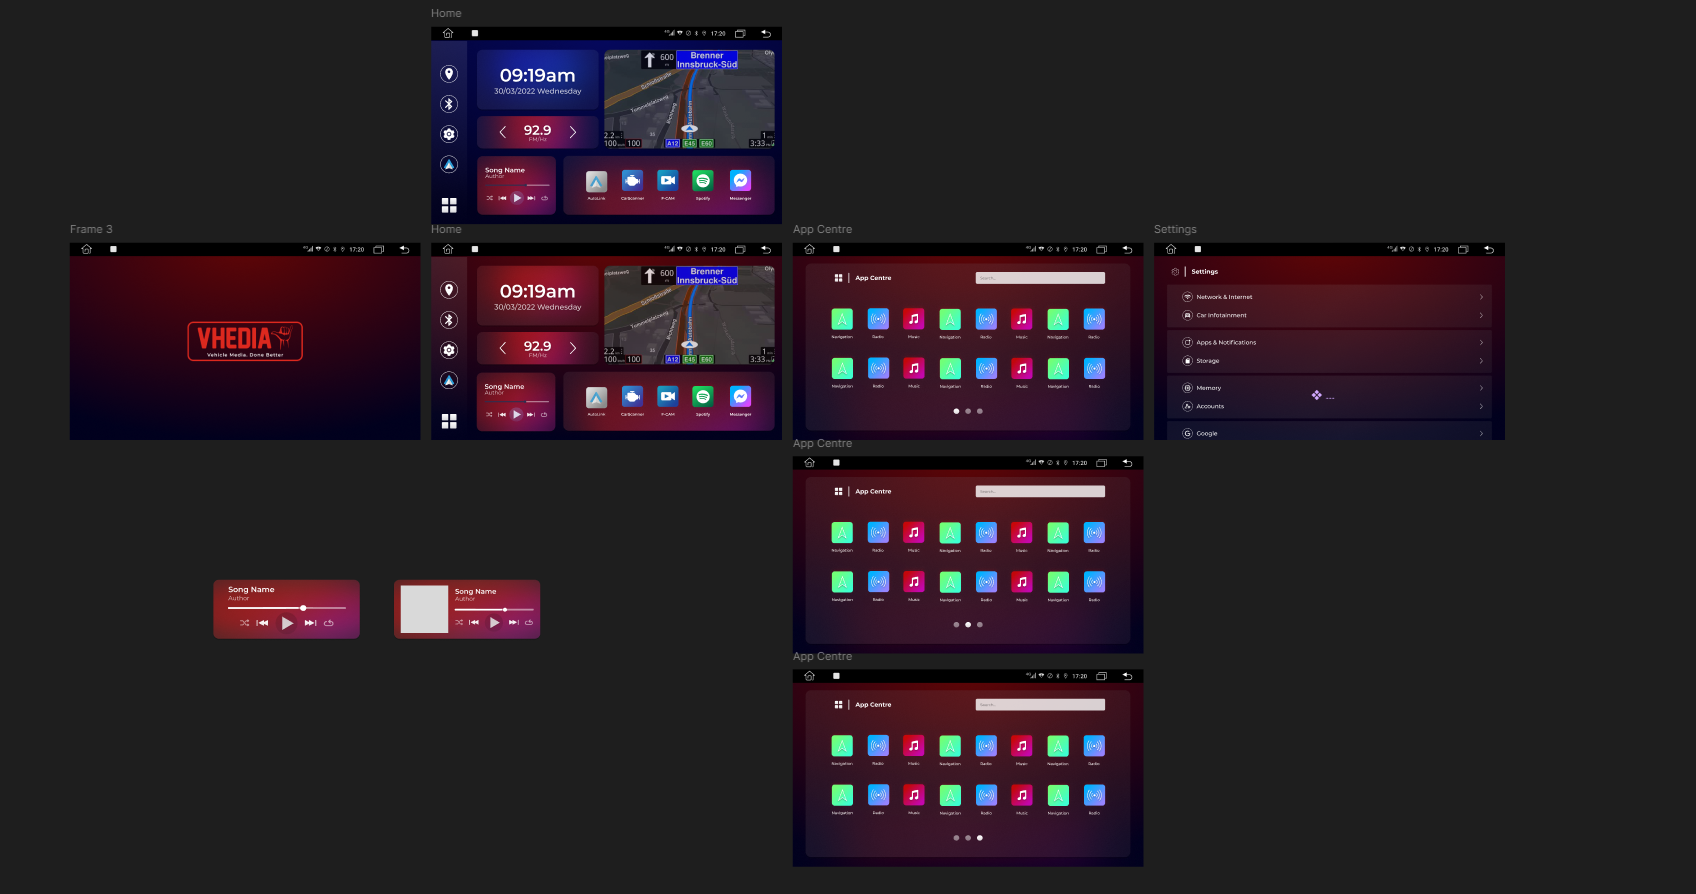 Home
17:20
09:19am
30/03/2022 Wednesday
92.9
FM/Hz
600
Brenner
Innsbruck-Süd
2.2
100
100
A12
E45
E60
1
3:33
Song Name
Author
AutoLink
CarScanner
F-CAM
Spotify
Messenger
Frame 3
17:20
VHEDIA
Vehicle Media. Done Better
Home
17:20
09:19am
30/03/2022 Wednesday
92.9
FM/Hz
600
Brenner
Innsbruck-Süd
2.2
100
100
A12
E45
E60
1
3:33
Song Name
Author
AutoLink
CarScanner
F-CAM
Spotify
Messenger
App Centre
17:20
App Centre
Search...
Navigation Radio Music Navigation Radio Music Navigation Radio
Navigation Radio Music Navigation Radio Music Navigation Radio
Settings
17:20
Settings
Network & Internet
Car Infotainment
Apps & Notifications
Storage
Memory
Accounts
Google
App Centre
17:20
App Centre
Search...
Navigation Radio Music Navigation Radio Music Navigation Radio
Navigation Radio Music Navigation Radio Music Navigation Radio
Song Name
Author
Song Name
Author
App Centre
17:20
App Centre
Search...
Navigation Radio Music Navigation Radio Music Navigation Radio
Navigation Radio Music Navigation Radio Music Navigation Radio